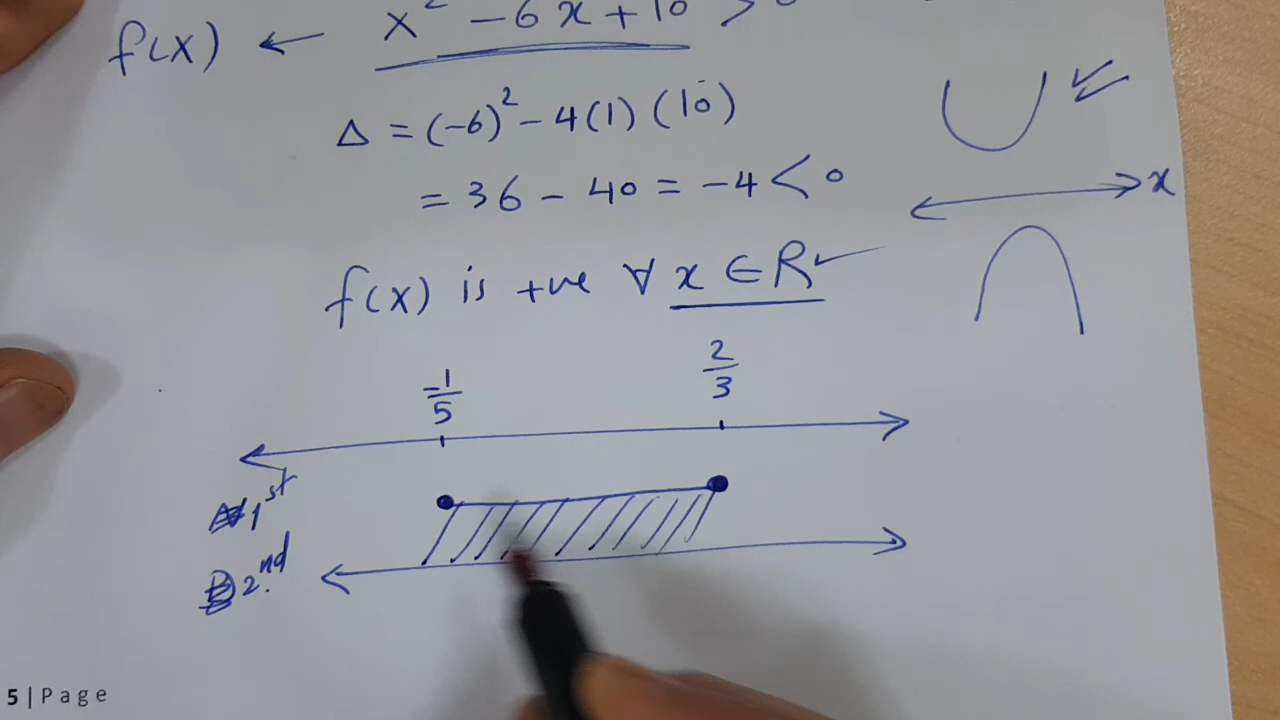 f(x) ← x² - 6x + 10 > 0
Δ = (-6)² - 4(1)(10)
= 36 - 40 = -4 < 0
x
f(x) is +ve ∀ x ∈ R
-1/5 2/3
1st
2nd
5 | Page